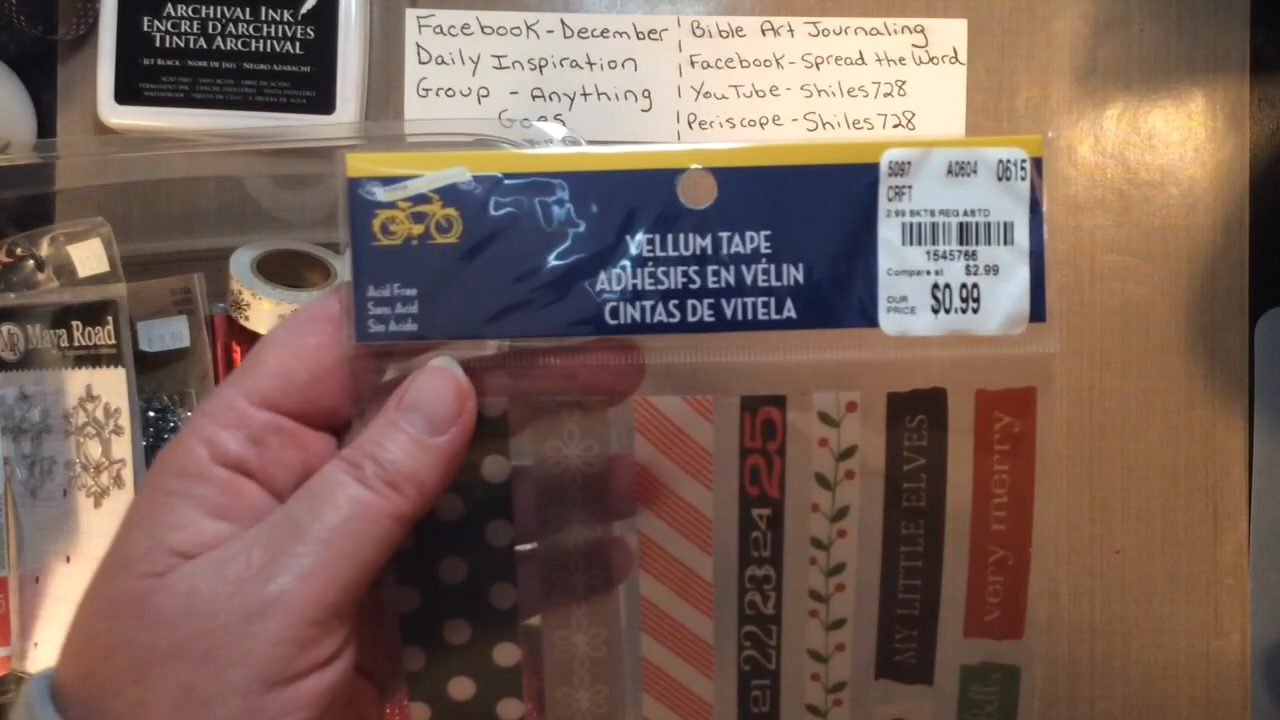 ARCHIVAL INK
ENCRE D'ARCHIVES
TINTA ARCHIVAL
JET BLACK · NOIR DE JAIS · NEGRO AZABACHE
Facebook - December
Daily Inspiration
Group - Anything
Goes
Bible Art Journaling
Facebook - Spread the Word
YouTube - Shiles728
Periscope - Shiles728
VELLUM TAPE
ADHÉSIFS EN VÉLIN
CINTAS DE VITELA
Acid Free
Sans Acid
Sin Acido
5097 A0604 0615
CRFT
2.99 BKTS REG ASTD
1545766
Compare at $2.99
OUR
PRICE $0.99
MR Maya Road
21 22 23 24 25
MY LITTLE ELVES
very merry